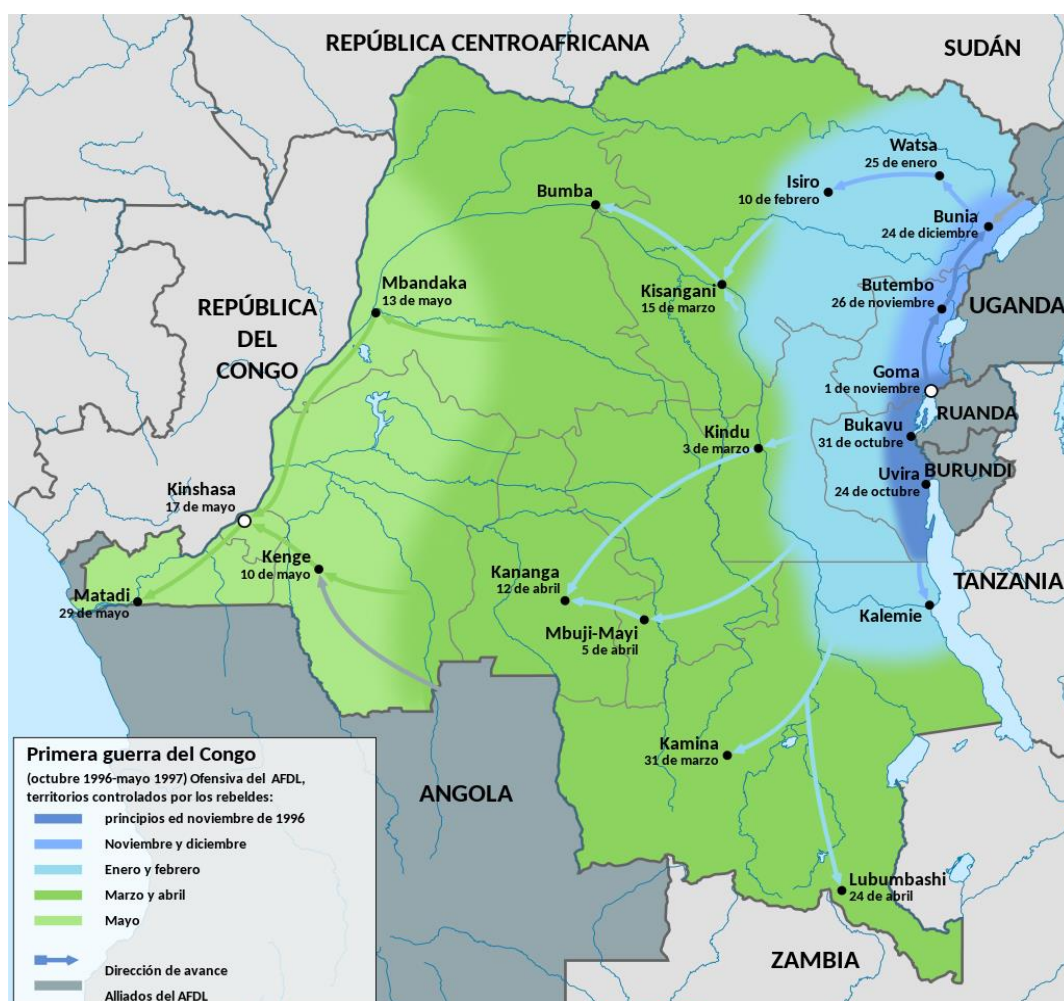 REPÚBLICA CENTROAFRICANA
SUDÁN
Watsa
25 de enero
Isiro
10 de febrero
Bumba
Bunia
24 de diciembre
Mbandaka
13 de mayo
Kisangani
15 de marzo
Butembo
26 de noviembre
UGANDA
REPÚBLICA
DEL
CONGO
Goma
1 de noviembre
RUANDA
Kindu
3 de marzo
Bukavu
31 de octubre
Uvira
24 de octubre
BURUNDI
Kinshasa
17 de mayo
Kenge
10 de mayo
Kananga
12 de abril
TANZANIA
Matadi
29 de mayo
Mbuji-Mayi
5 de abril
Kalemie
Kamina
31 de marzo
ANGOLA
Lubumbashi
24 de abril
ZAMBIA
Primera guerra del Congo
(octubre 1996-mayo 1997) Ofensiva del AFDL,
territorios controlados por los rebeldes:
principios ed noviembre de 1996
Noviembre y diciembre
Enero y febrero
Marzo y abril
Mayo
Dirección de avance
Alliados del AFDL